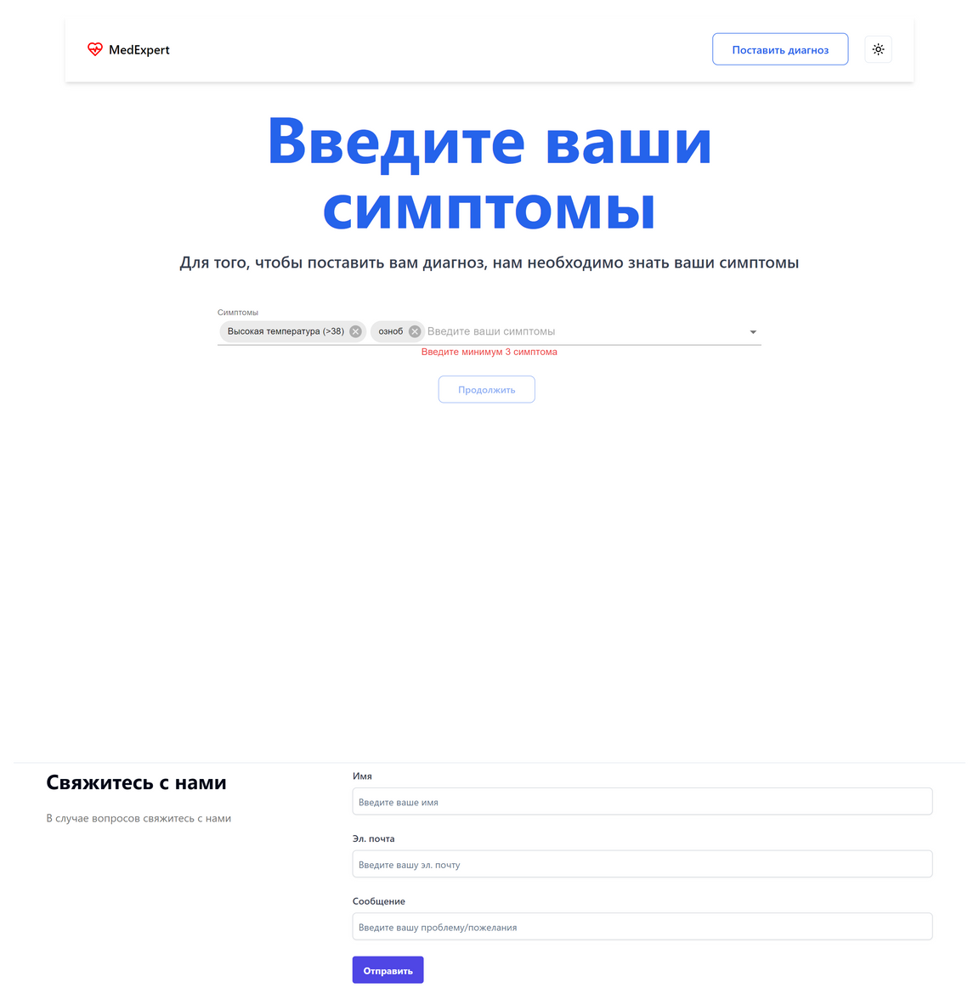 MedExpert
Поставить диагноз
Введите ваши
симптомы
Для того, чтобы поставить вам диагноз, нам необходимо знать ваши симптомы
Симптомы
Высокая температура (>38) озноб Введите ваши симптомы
Введите минимум 3 симптома
Продолжить
Свяжитесь с нами
В случае вопросов свяжитесь с нами
Имя
Введите ваше имя
Эл. почта
Введите вашу эл. почту
Сообщение
Введите вашу проблему/пожелания
Отправить